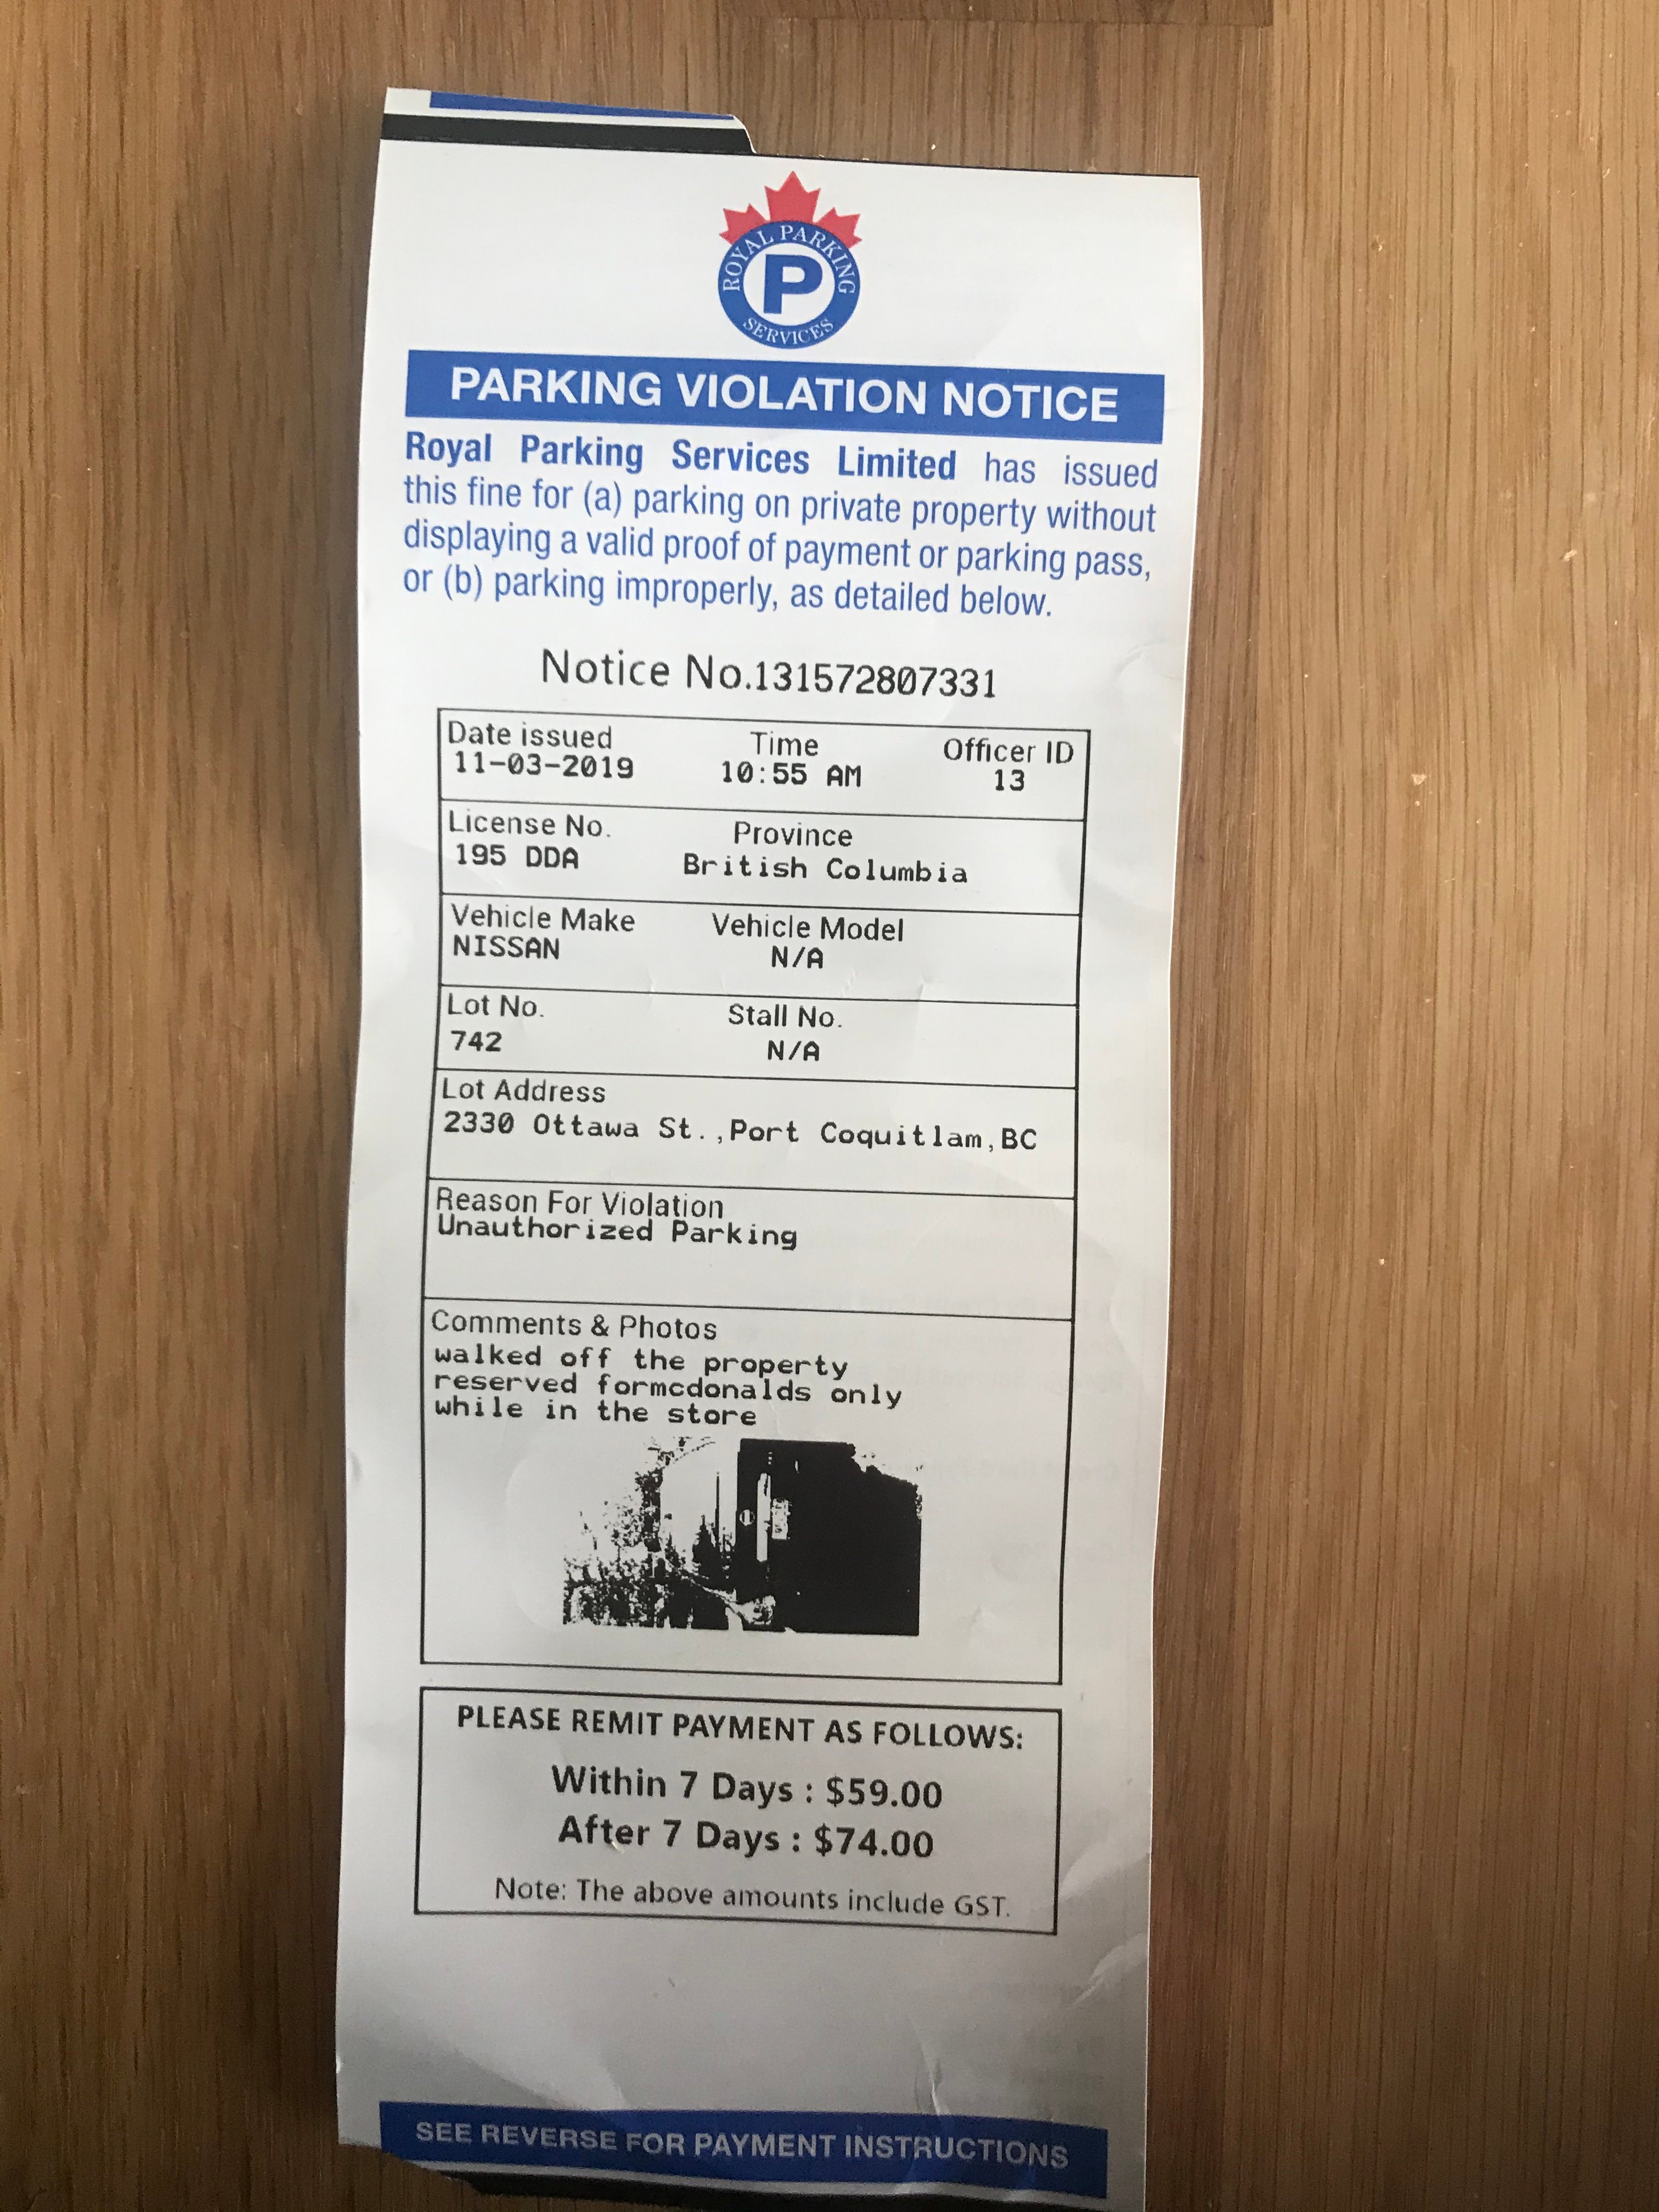 ROYAL PARKING
P
SERVICES
PARKING VIOLATION NOTICE
Royal Parking Services Limited has issued
this fine for (a) parking on private property without
displaying a valid proof of payment or parking pass,
or (b) parking improperly, as detailed below.
Notice No.131572807331
Date issued Time Officer ID
11-03-2019 10:55 AM 13
License No. Province
195 DDA British Columbia
Vehicle Make Vehicle Model
NISSAN N/A
Lot No. Stall No.
742 N/A
Lot Address
2330 Ottawa St.,Port Coquitlam,BC
Reason For Violation
Unauthorized Parking
Comments & Photos
walked off the property
reserved formcdonalds only
while in the store
PLEASE REMIT PAYMENT AS FOLLOWS:
Within 7 Days : $59.00
After 7 Days : $74.00
Note: The above amounts include GST.
SEE REVERSE FOR PAYMENT INSTRUCTIONS